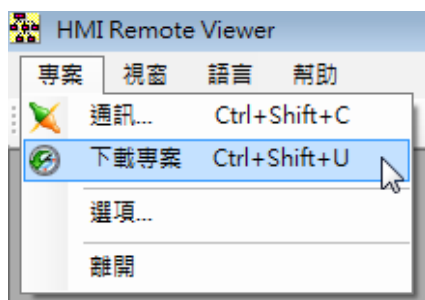 HMI Remote Viewer
專案 視窗 語言 幫助
通訊... Ctrl+Shift+C
下載專案 Ctrl+Shift+U
選項...
離開